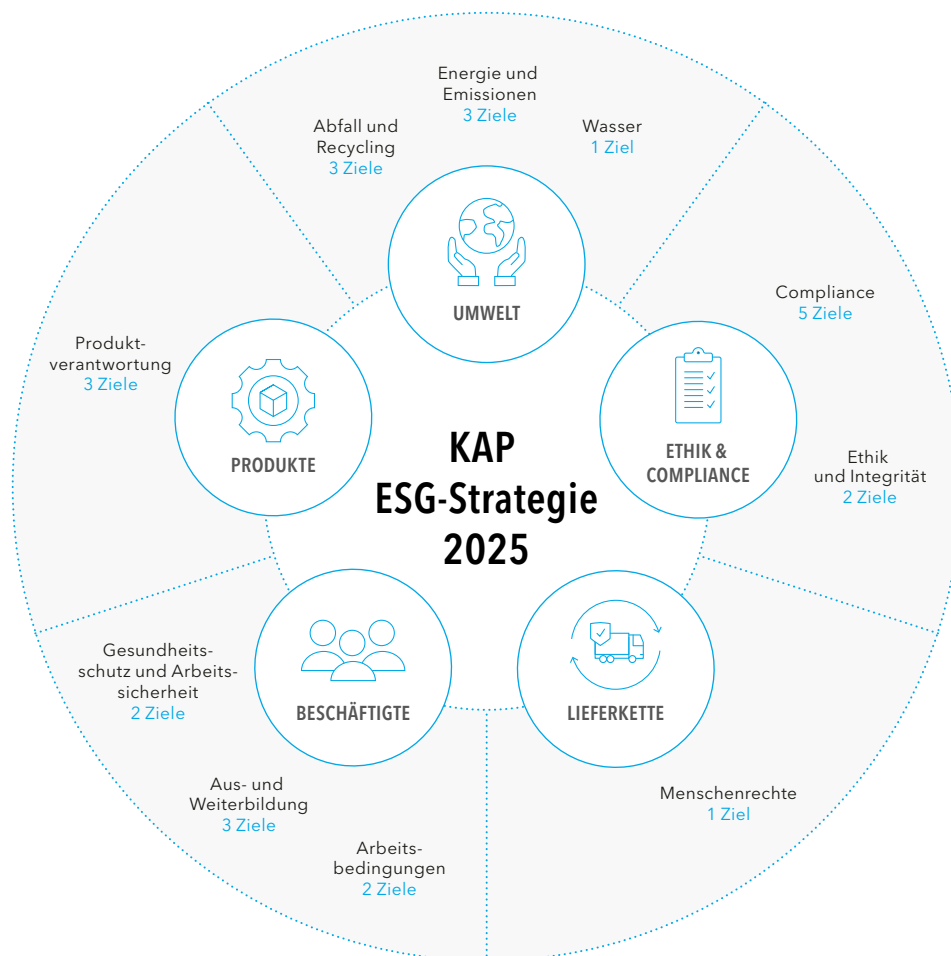 Energie und
Emissionen
3 Ziele
Abfall und
Recycling
3 Ziele
Wasser
1 Ziel
UMWELT
Compliance
5 Ziele
Ethik
und Integrität
2 Ziele
ETHIK &
COMPLIANCE
Produkt-
verantwortung
3 Ziele
PRODUKTE
KAP
ESG-Strategie
2025
Gesundheits-
schutz und Arbeits-
sicherheit
2 Ziele
Aus- und
Weiterbildung
3 Ziele
Arbeits-
bedingungen
2 Ziele
BESCHÄFTIGTE
LIEFERKETTE
Menschenrechte
1 Ziel